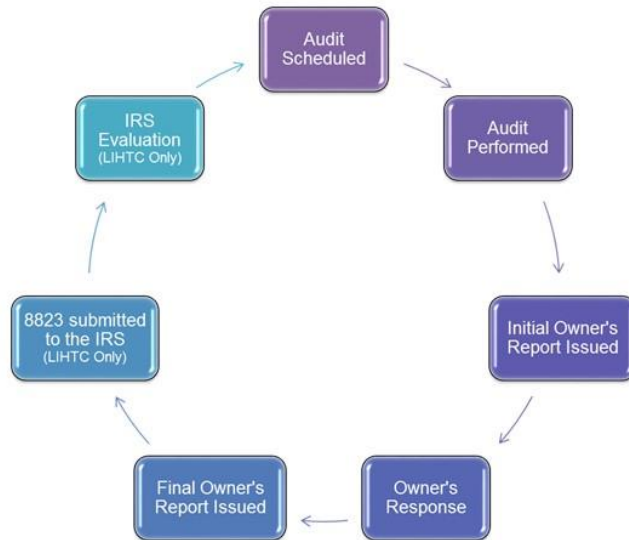 Audit
Scheduled
Audit
Performed
Initial Owner's
Report Issued
Owner's
Response
Final Owner's
Report Issued
8823 submitted
to the IRS
(LIHTC Only)
IRS
Evaluation
(LIHTC Only)